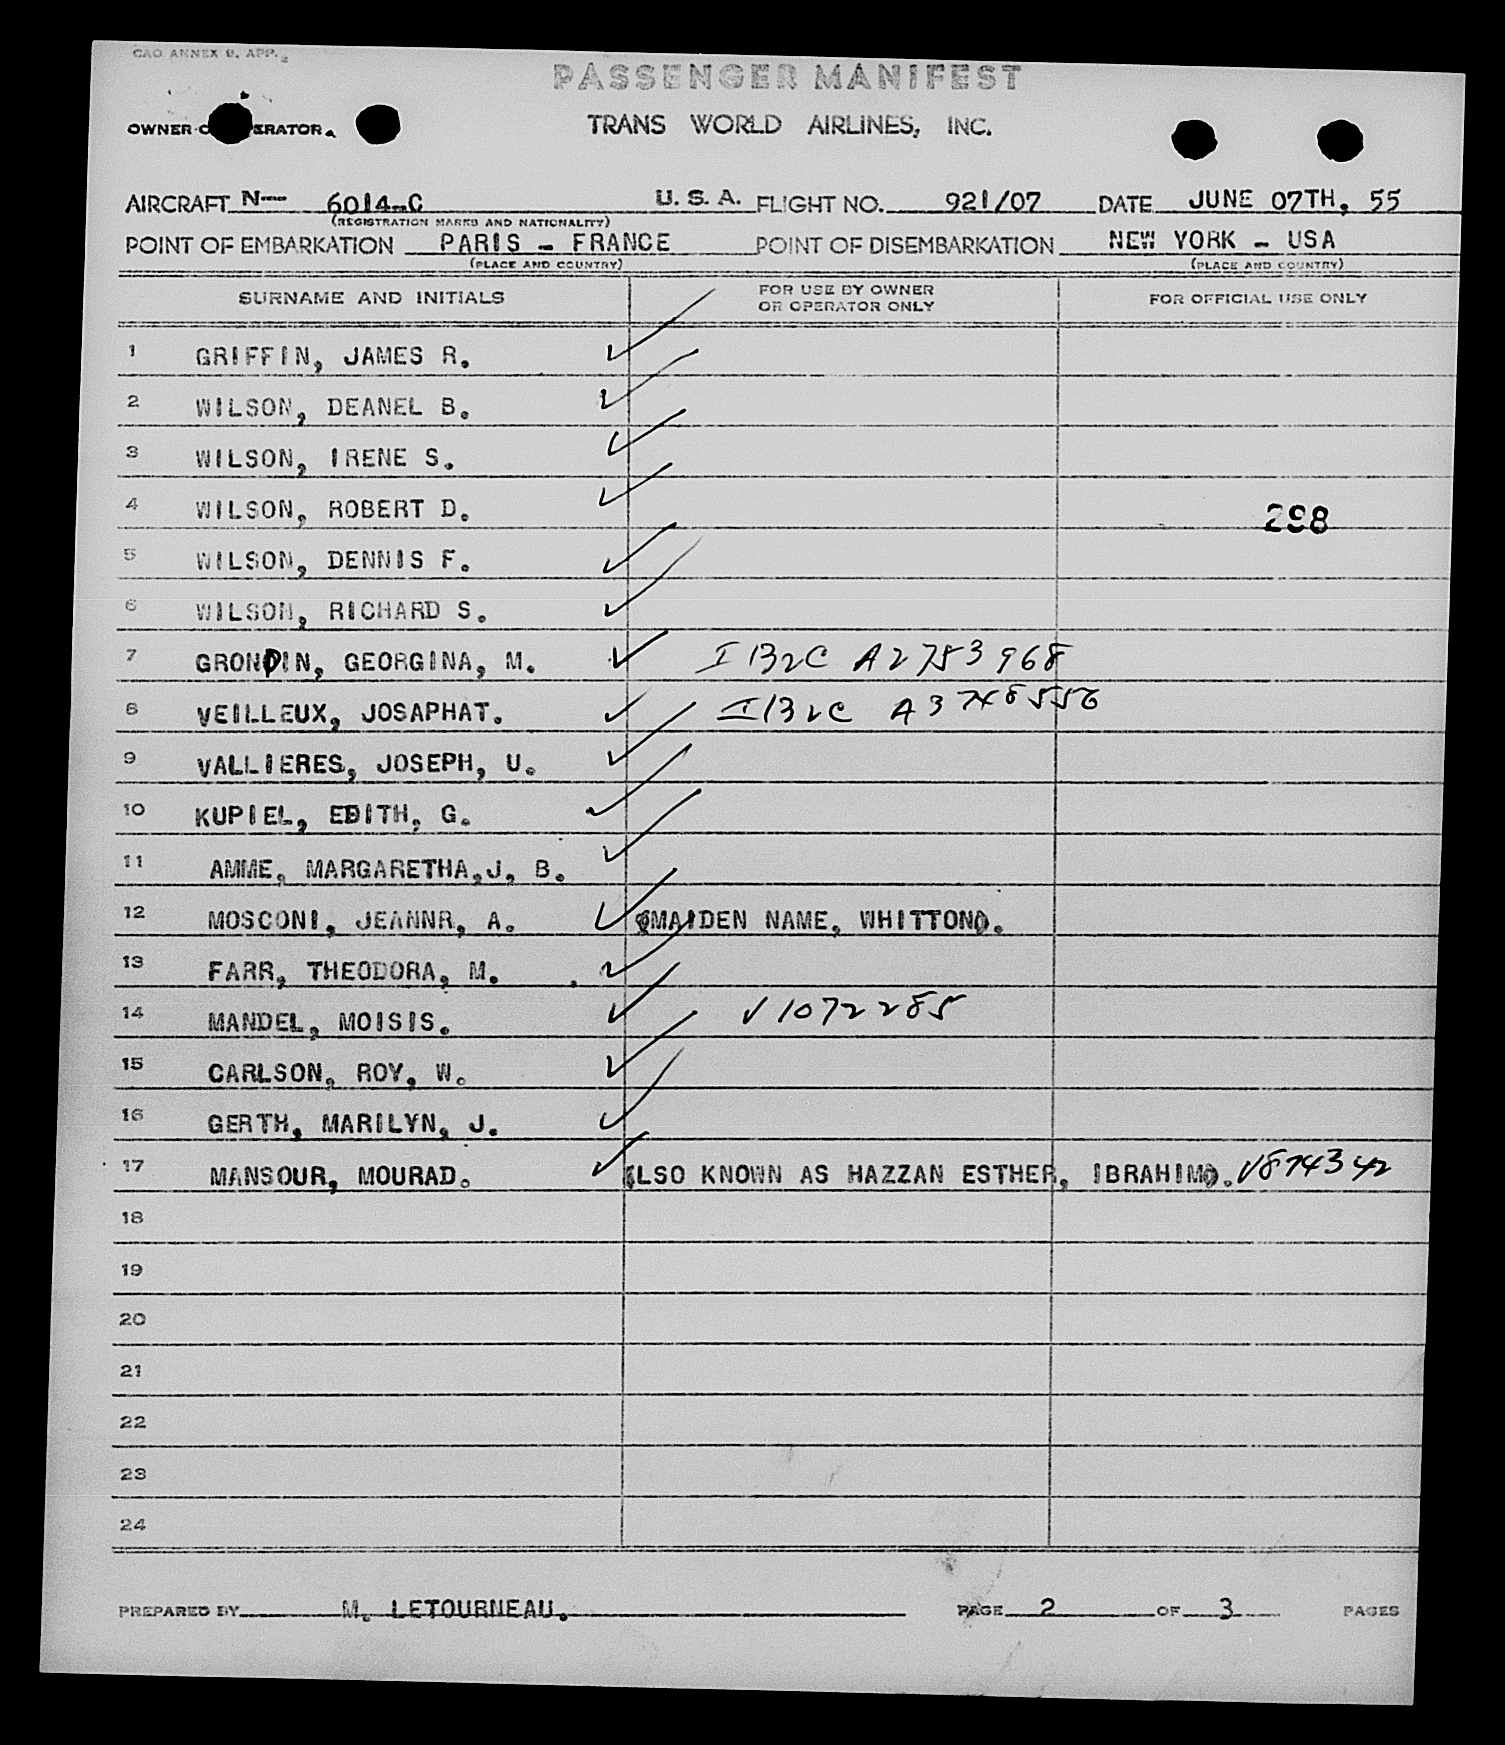 CAO ANNEX 9, APP. 2
PASSENGER MANIFEST
OWNER OPERATOR.
TRANS WORLD AIRLINES, INC.
AIRCRAFT N-- 6014-C U. S. A. FLIGHT NO. 921/07 DATE JUNE 07TH, 55
(REGISTRATION MARKS AND NATIONALITY)
POINT OF EMBARKATION PARIS - FRANCE POINT OF DISEMBARKATION NEW YORK - USA
(PLACE AND COUNTRY) (PLACE AND COUNTRY)
SURNAME AND INITIALS FOR USE BY OWNER OR OPERATOR ONLY FOR OFFICIAL USE ONLY
1 GRIFFIN, JAMES R. ✓
2 WILSON, DEANEL B. ✓
3 WILSON, IRENE S. ✓
4 WILSON, ROBERT D. ✓ 298
5 WILSON, DENNIS F. ✓
6 WILSON, RICHARD S. ✓
7 GRONDIN, GEORGINA, M. ✓ I 132C A2753968
8 VEILLEUX, JOSAPHAT. ✓ I132C A3748556
9 VALLIERES, JOSEPH, U. ✓
10 KUPIEL, EDITH, G. ✓
11 AMME, MARGARETHA,J, B. ✓
12 MOSCONI, JEANNR, A. ✓ (MAIDEN NAME, WHITTON).
13 FARR, THEODORA, M. ✓
14 MANDEL, MOISIS. ✓ V1072285
15 CARLSON, ROY, W. ✓
16 GERTH, MARILYN, J. ✓
17 MANSOUR, MOURAD. ✓ (LSO KNOWN AS HAZZAN ESTHER, IBRAHIM). V874342
18
19
20
21
22
23
24
PREPARED BY M. LETOURNEAU. PAGE 2 OF 3 PAGES